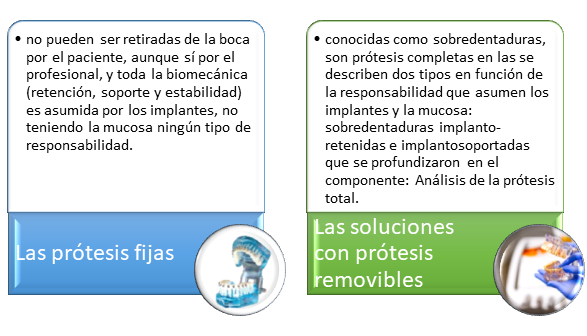 • no pueden ser retiradas de la boca
por el paciente, aunque sí por el
profesional, y toda la biomecánica
(retención, soporte y estabilidad)
es asumida por los implantes, no
teniendo la mucosa ningún tipo de
responsabilidad.
Las prótesis fijas
• conocidas como sobredentaduras,
son prótesis completas en las se
describen dos tipos en función de
la responsabilidad que asumen los
implantes y la mucosa:
sobredentaduras implanto-
retenidas e implantosoportadas
que se profundizaron en el
componente: Análisis de la prótesis
total.
Las soluciones
con prótesis
removibles